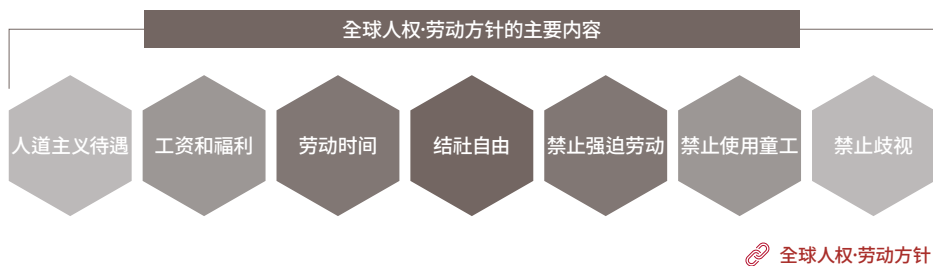 全球人权·劳动方针的主要内容
人道主义待遇
工资和福利
劳动时间
结社自由
禁止强迫劳动
禁止使用童工
禁止歧视
全球人权·劳动方针